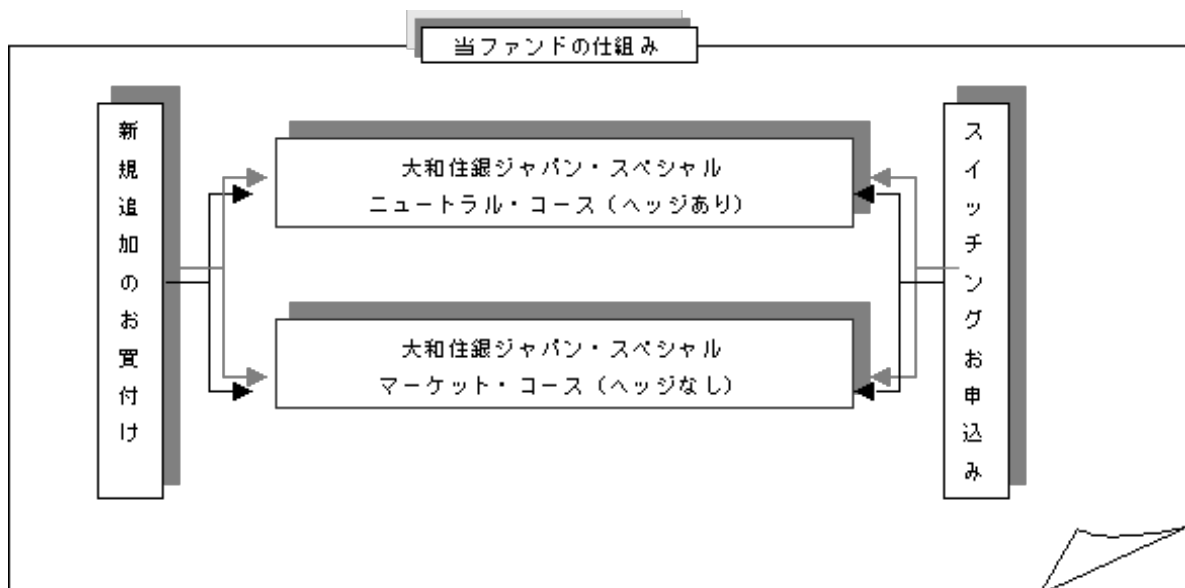 当ファンドの仕組み
新規追加のお買付け
大和住銀ジャパン・スペシャル
ニュートラル・コース（ヘッジあり）
大和住銀ジャパン・スペシャル
マーケット・コース（ヘッジなし）
スイッチングお申込み